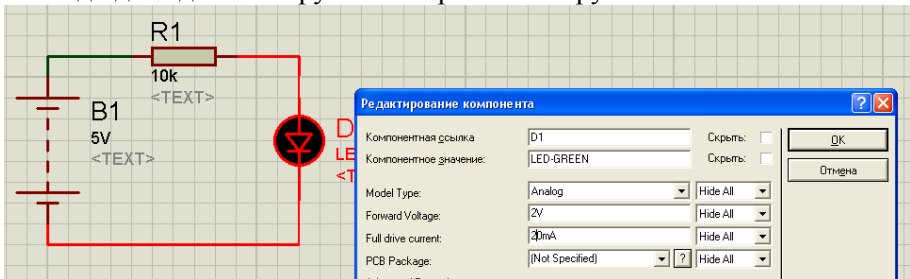 R1
10k
<TEXT>
B1
5V
<TEXT>
D
LE
<T
Редактирование компонента
Компонентная ссылка D1 Скрыть:
Компонентное значение: LED-GREEN Скрыть:
OK
Отмена
Model Type: Analog Hide All
Forward Voltage: 2V Hide All
Full drive current: 20mA Hide All
PCB Package: (Not Specified) ? Hide All